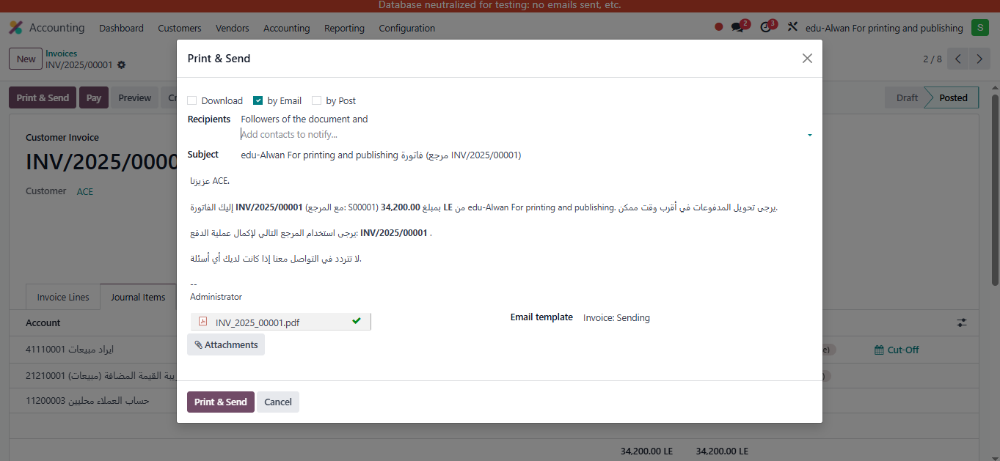 Database neutralized for testing: no emails sent, etc.
Accounting Dashboard Customers Vendors Accounting Reporting Configuration 2 3 edu-Alwan For printing and publishing S
New Invoices
INV/2025/00001 2 / 8
Print & Send Pay Preview Cr Draft Posted
Customer Invoice
INV/2025/0000
Customer ACE
Print & Send
Download by Email by Post
Recipients Followers of the document and
Add contacts to notify...
Subject edu-Alwan For printing and publishing فاتورة (مرجع INV/2025/00001)
عزيزنا ACE،
إليك الفاتورة INV/2025/00001 (مع المرجع: S00001) بمبلغ 34,200.00 LE من edu-Alwan For printing and publishing. يرجى تحويل المدفوعات في أقرب وقت ممكن.
يرجى استخدام المرجع التالي لإكمال عملية الدفع: INV/2025/00001 .
لا تتردد في التواصل معنا إذا كانت لديك أي أسئلة.
--
Administrator
INV_2025_00001.pdf
Email template Invoice: Sending
Attachments
Print & Send Cancel
Invoice Lines Journal Items
Account
41110001 ايراد مبيعات e) Cut-Off
21210001 يبة القيمة المضافة (مبيعات) )
11200003 حساب العملاء محليين
34,200.00 LE 34,200.00 LE